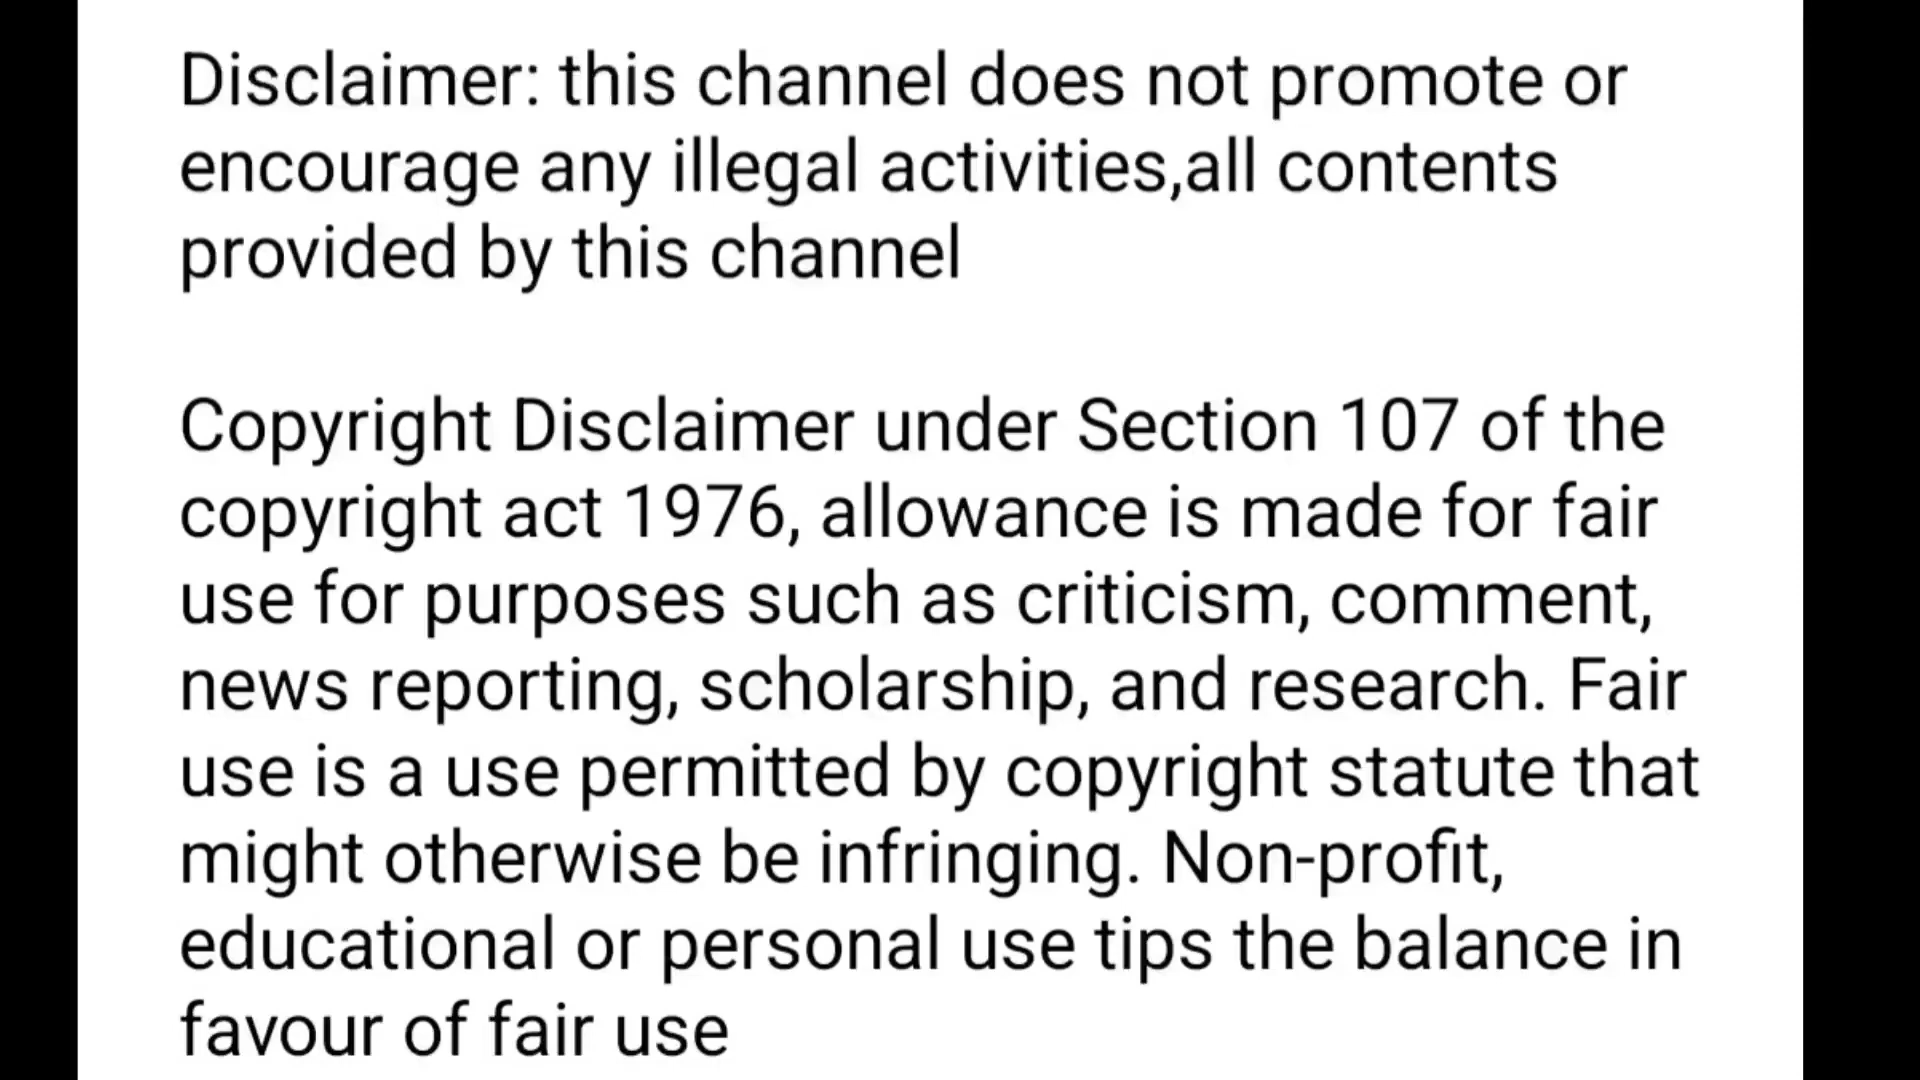 Disclaimer: this channel does not promote or
encourage any illegal activities,all contents
provided by this channel
Copyright Disclaimer under Section 107 of the
copyright act 1976, allowance is made for fair
use for purposes such as criticism, comment,
news reporting, scholarship, and research. Fair
use is a use permitted by copyright statute that
might otherwise be infringing. Non-profit,
educational or personal use tips the balance in
favour of fair use